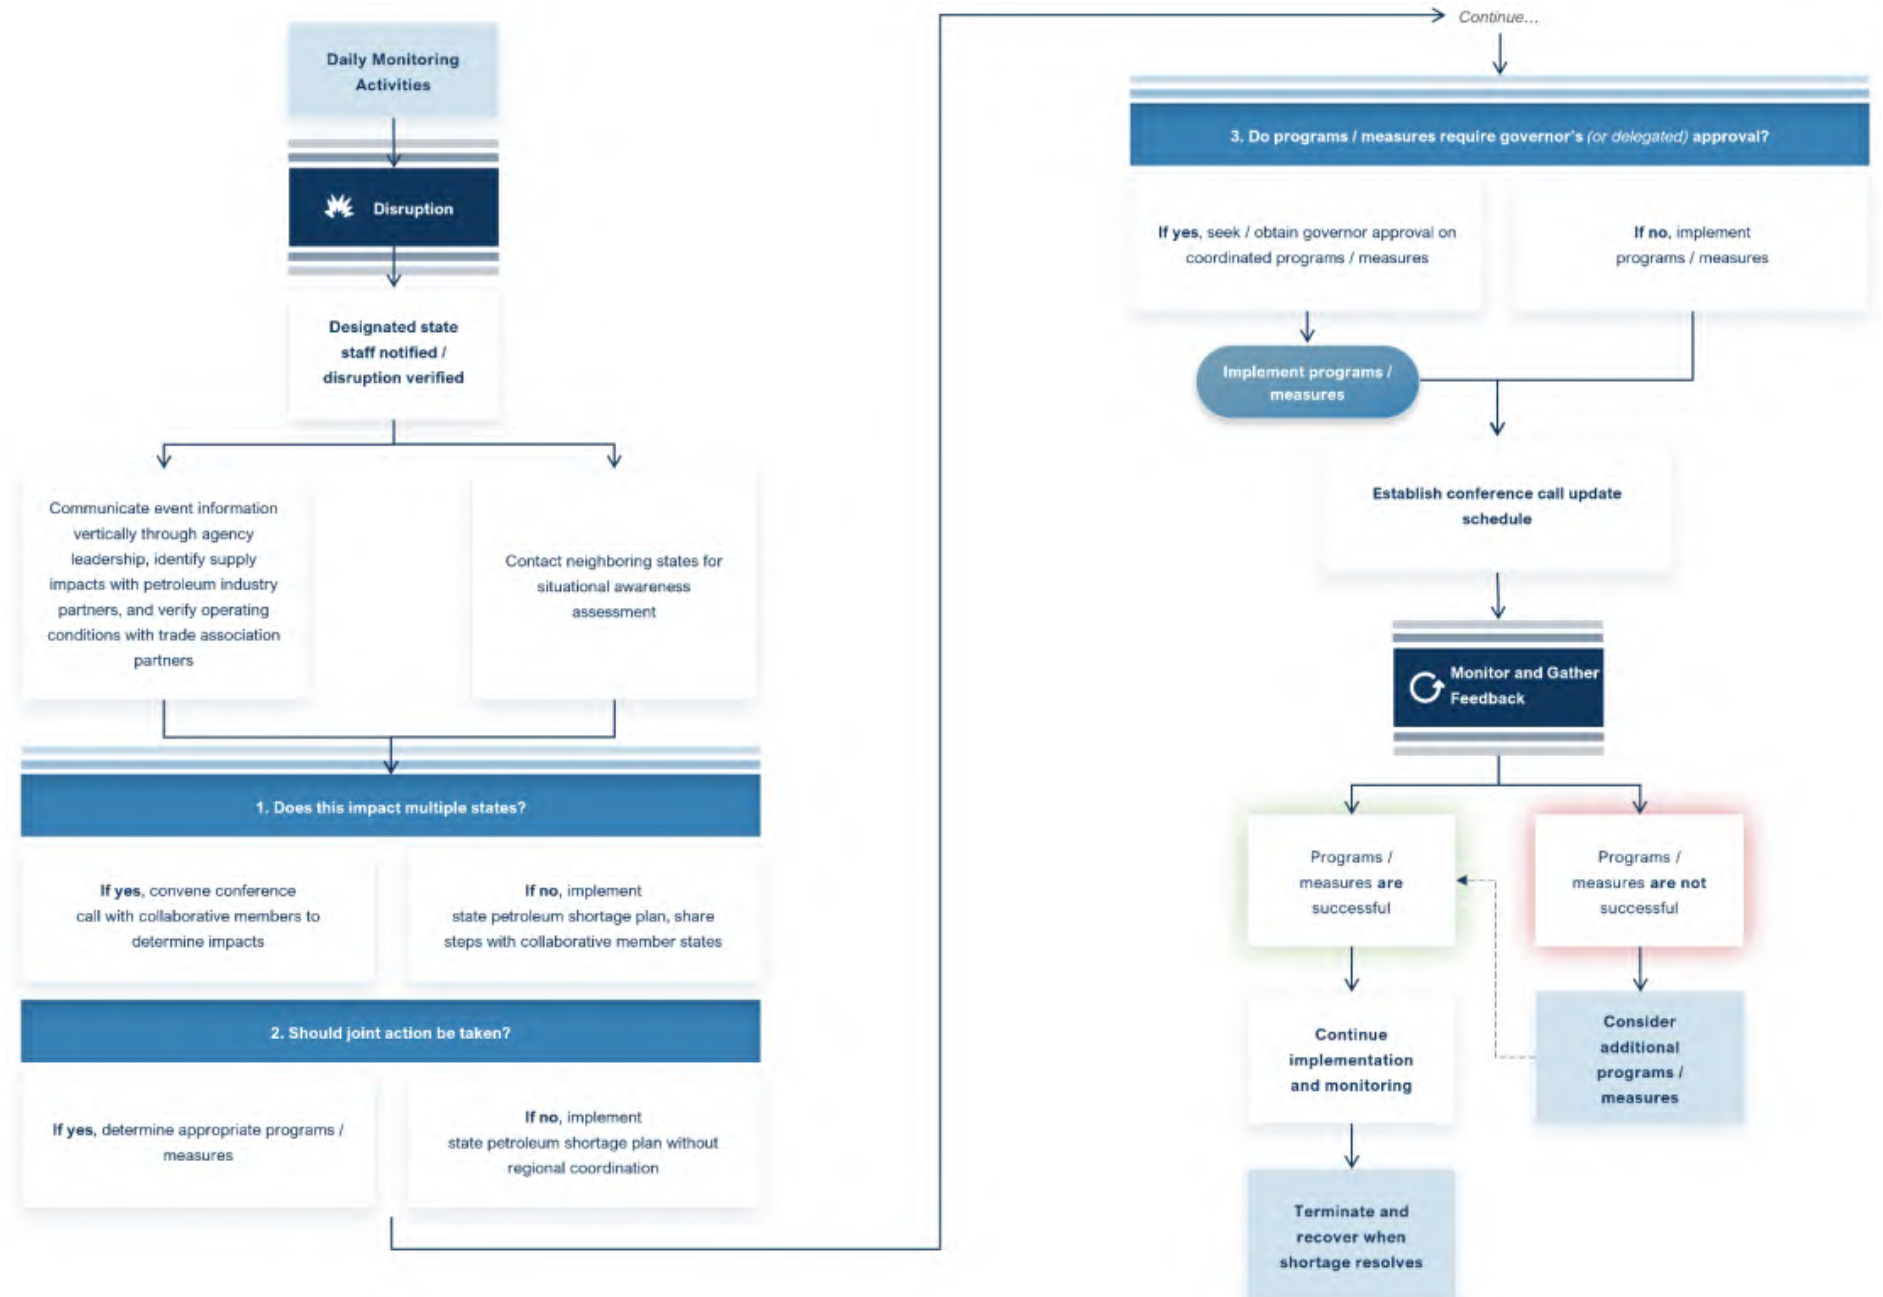 Daily Monitoring
Activities
Disruption
Designated state
staff notified /
disruption verified
Communicate event information
vertically through agency
leadership, identify supply
impacts with petroleum industry
partners, and verify operating
conditions with trade association
partners
Contact neighboring states for
situational awareness
assessment
1. Does this impact multiple states?
If yes, convene conference
call with collaborative members to
determine impacts
If no, implement
state petroleum shortage plan, share
steps with collaborative member states
2. Should joint action be taken?
If yes, determine appropriate programs /
measures
If no, implement
state petroleum shortage plan without
regional coordination
Continue...
3. Do programs / measures require governor's (or delegated) approval?
If yes, seek / obtain governor approval on
coordinated programs / measures
If no, implement
programs / measures
Implement programs /
measures
Establish conference call update
schedule
Monitor and Gather
Feedback
Programs /
measures are
successful
Programs /
measures are not
successful
Continue
implementation
and monitoring
Consider
additional
programs /
measures
Terminate and
recover when
shortage resolves